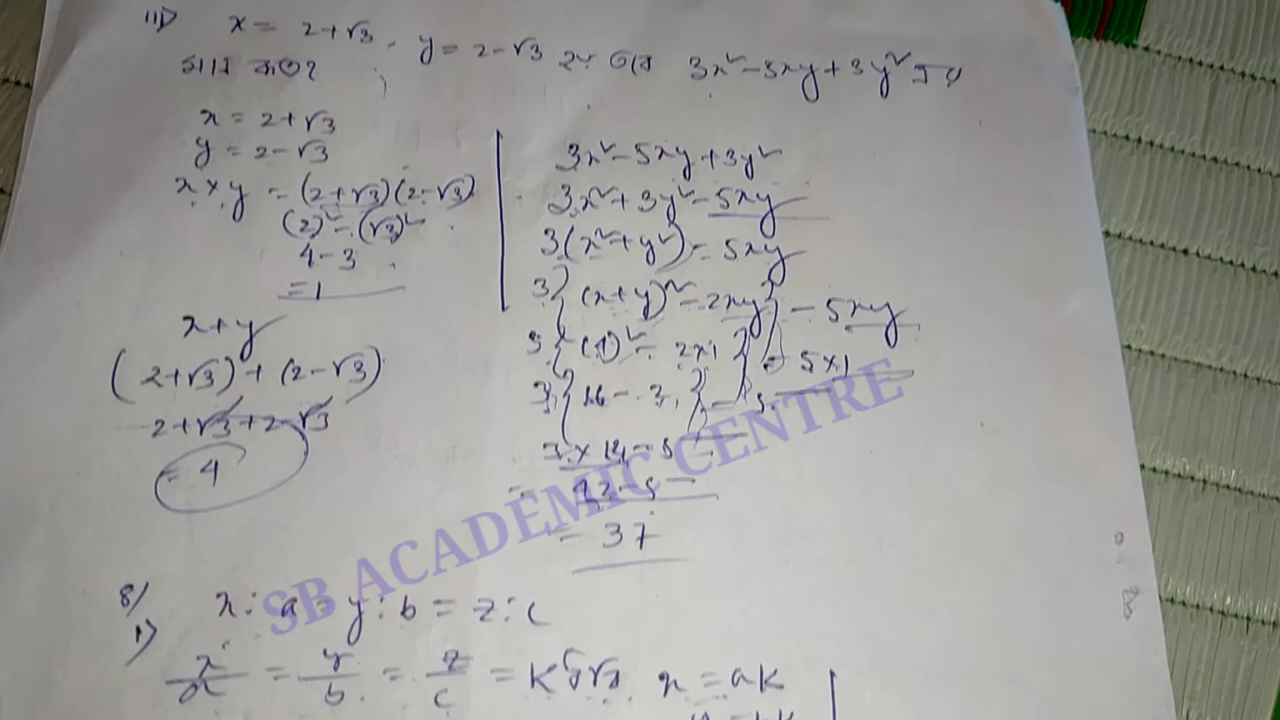 ii) x = 2+√3, y = 2-√3 হলে 3x²-5xy+3y² এর
মান কত?
x = 2+√3
y = 2-√3
x × y = (2+√3)(2-√3)
(2)² - (√3)²
4-3
= 1
x+y
(2+√3) + (2-√3)
2+√3+2-√3
= 4
3x²-5xy+3y²
3x²+3y²-5xy
3(x²+y²)-5xy
3{(x+y)²-2xy}-5xy
3{(4)²-2×1}-5×1
3{16-2}-5
3×14-5
= 42-5
= 37
SB ACADEMIC CENTRE
8/
i) x:a = y:b = z:c
x/a = y/b = z/c = K x = aK